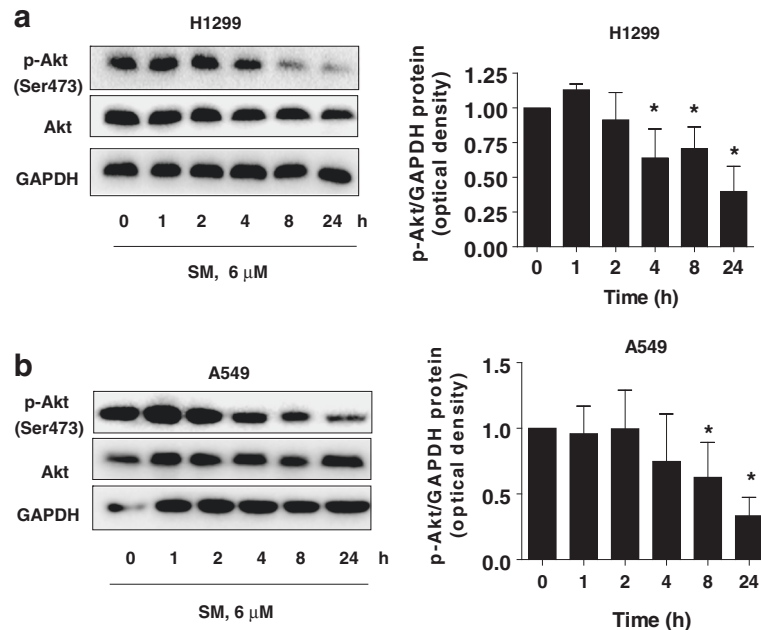 a
H1299
p-Akt
(Ser473)
Akt
GAPDH
0 1 2 4 8 24 h
SM, 6 μM
H1299
p-Akt/GAPDH protein
(optical density)
1.25
1.00
0.75
0.50
0.25
0.00
* * *
0 1 2 4 8 24
Time (h)
b
A549
p-Akt
(Ser473)
Akt
GAPDH
0 1 2 4 8 24 h
SM, 6 μM
A549
p-Akt/GAPDH protein
(optical density)
1.5
1.0
0.5
0.0
* *
0 1 2 4 8 24
Time (h)